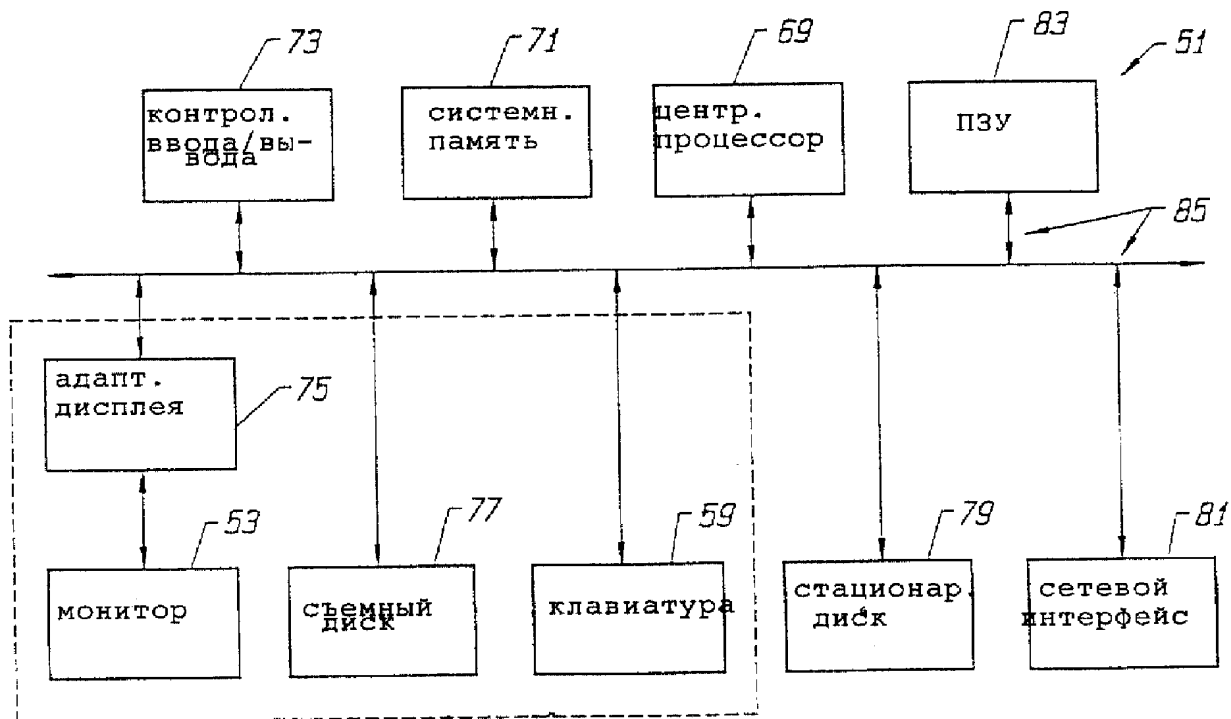 73
71
69
83
51
контрол.
ввода/вы-
вода
системн.
память
центр.
процессор
ПЗУ
85
адапт.
дисплея
75
53
77
59
79
81
монитор
съемный
диск
клавиатура
стационар.
диск
сетевой
интерфейс